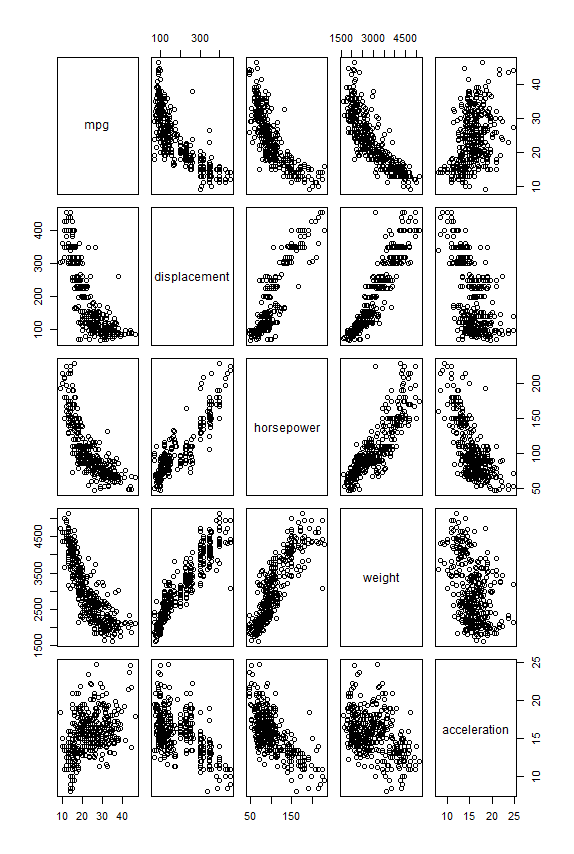 100 300
1500 3000 4500
mpg
10 20 30 40
displacement
100 200 300 400
horsepower
50 100 150 200
weight
1500 2500 3500 4500
acceleration
10 15 20 25
10 20 30 40
50 150
10 15 20 25